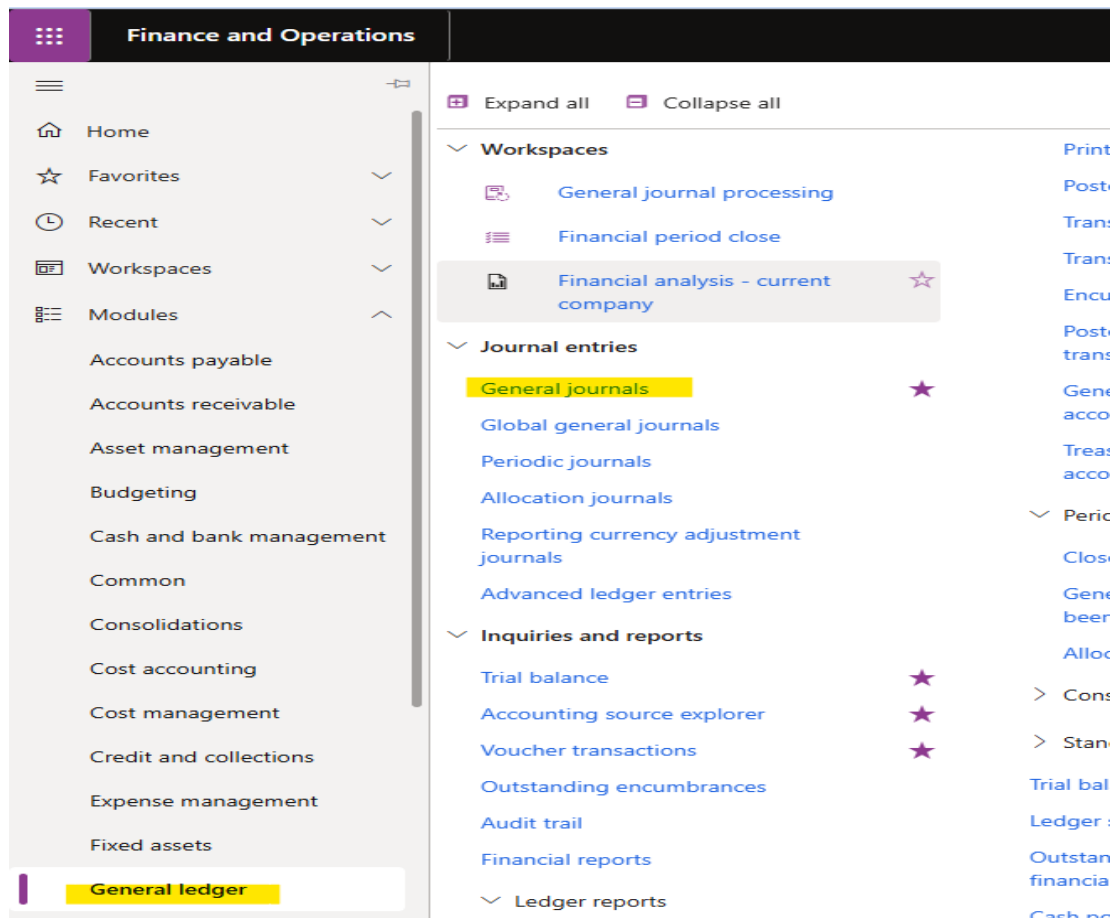 Finance and Operations
Home
Favorites
Recent
Workspaces
Modules
Accounts payable
Accounts receivable
Asset management
Budgeting
Cash and bank management
Common
Consolidations
Cost accounting
Cost management
Credit and collections
Expense management
Fixed assets
General ledger
Expand all
Collapse all
Workspaces
General journal processing
Financial period close
Financial analysis - current
company
Journal entries
General journals
Global general journals
Periodic journals
Allocation journals
Reporting currency adjustment
journals
Advanced ledger entries
Inquiries and reports
Trial balance
Accounting source explorer
Voucher transactions
Outstanding encumbrances
Audit trail
Financial reports
Ledger reports
Print
Trial bal
Ledger